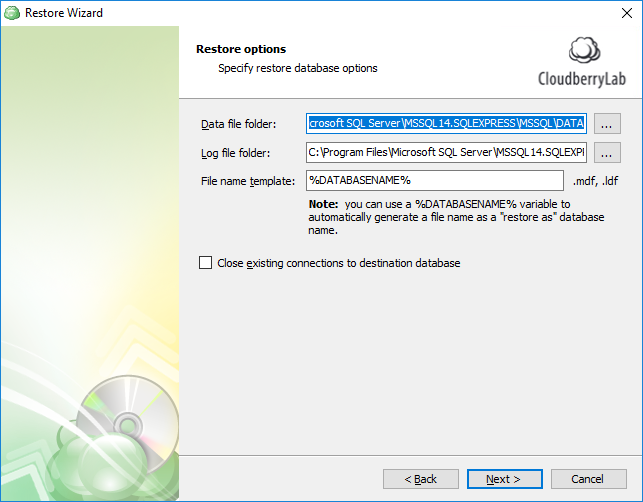 Restore Wizard
Restore options
Specify restore database options
CloudberryLab
Data file folder:
crosoft SQL Server\MSSQL14.SQLEXPRESS\MSSQL\DATA
...
Log file folder:
C:\Program Files\Microsoft SQL Server\MSSQL14.SQLEXPI
...
File name template:
%DATABASENAME%
.mdf, .ldf
Note: you can use a %DATABASENAME% variable to
automatically generate a file name as a "restore as" database
name.
Close existing connections to destination database
< Back
Next >
Cancel